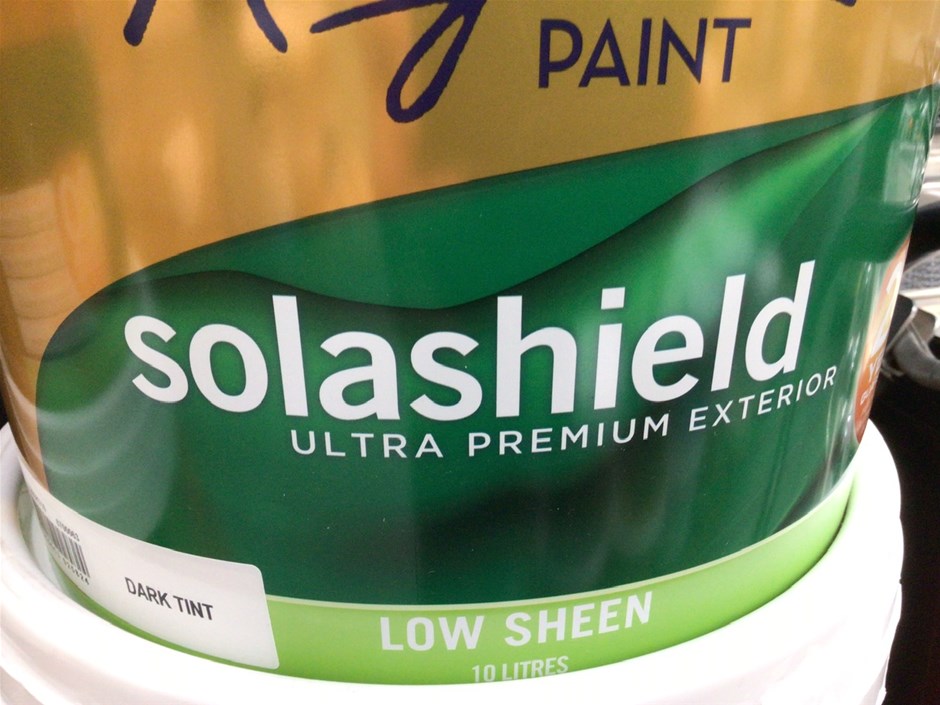 PAINT
solashield
ULTRA PREMIUM EXTERIOR
DARK TINT
LOW SHEEN
10 LITRES